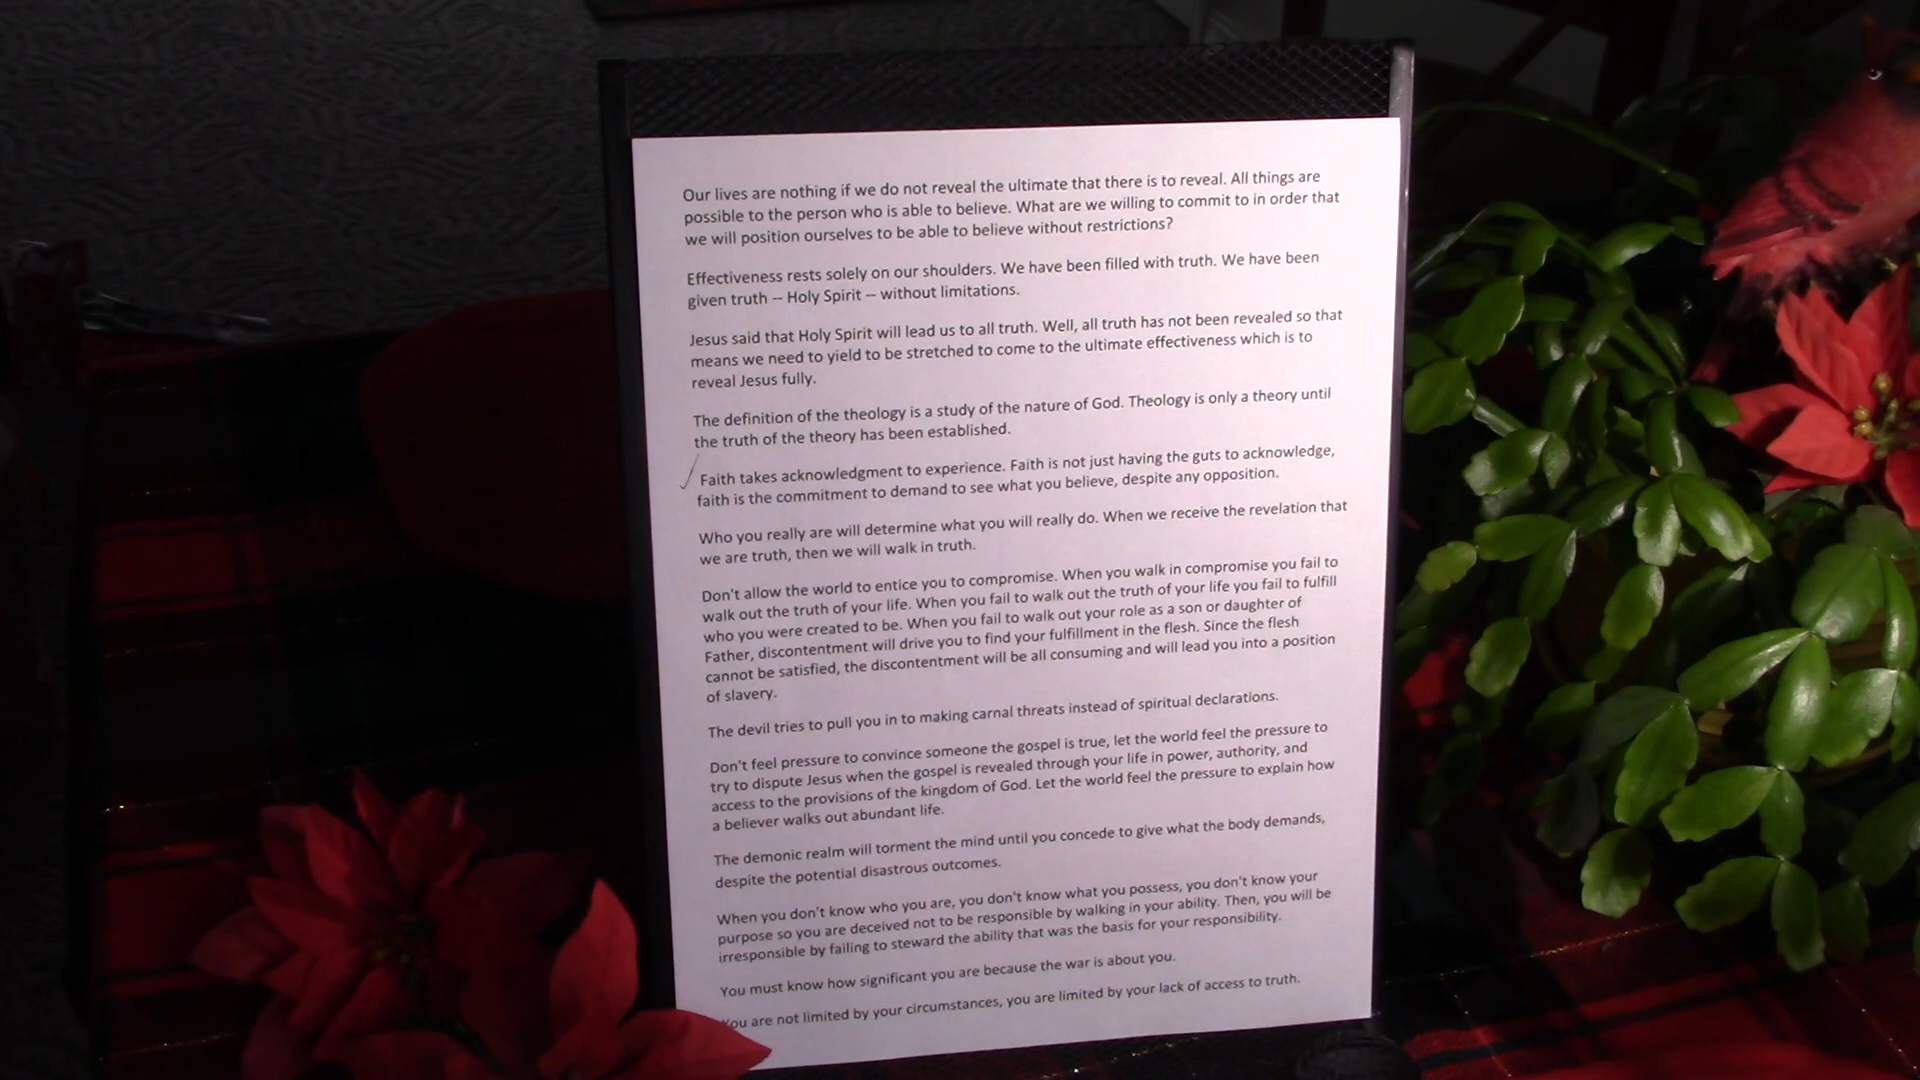 Our lives are nothing if we do not reveal the ultimate that there is to reveal. All things are
possible to the person who is able to believe. What are we willing to commit to in order that
we will position ourselves to be able to believe without restrictions?
Effectiveness rests solely on our shoulders. We have been filled with truth. We have been
given truth -- Holy Spirit -- without limitations.
Jesus said that Holy Spirit will lead us to all truth. Well, all truth has not been revealed so that
means we need to yield to be stretched to come to the ultimate effectiveness which is to
reveal Jesus fully.
The definition of the theology is a study of the nature of God. Theology is only a theory until
the truth of the theory has been established.
Faith takes acknowledgment to experience. Faith is not just having the guts to acknowledge,
faith is the commitment to demand to see what you believe, despite any opposition.
Who you really are will determine what you will really do. When we receive the revelation that
we are truth, then we will walk in truth.
Don't allow the world to entice you to compromise. When you walk in compromise you fail to
walk out the truth of your life. When you fail to walk out the truth of your life you fail to fulfill
who you were created to be. When you fail to walk out your role as a son or daughter of
Father, discontentment will drive you to find your fulfillment in the flesh. Since the flesh
cannot be satisfied, the discontentment will be all consuming and will lead you into a position
of slavery.
The devil tries to pull you in to making carnal threats instead of spiritual declarations.
Don't feel pressure to convince someone the gospel is true, let the world feel the pressure to
try to dispute Jesus when the gospel is revealed through your life in power, authority, and
access to the provisions of the kingdom of God. Let the world feel the pressure to explain how
a believer walks out abundant life.
The demonic realm will torment the mind until you concede to give what the body demands,
despite the potential disastrous outcomes.
When you don't know who you are, you don't know what you possess, you don't know your
purpose so you are deceived not to be responsible by walking in your ability. Then, you will be
irresponsible by failing to steward the ability that was the basis for your responsibility.
You must know how significant you are because the war is about you.
You are not limited by your circumstances, you are limited by your lack of access to truth.